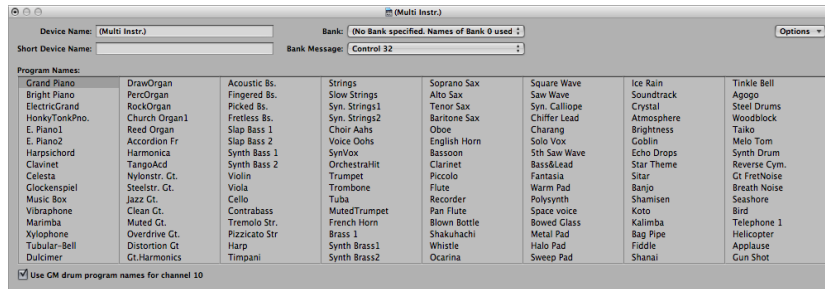 (Multi Instr.)
Device Name: (Multi Instr.) Bank: (No Bank specified. Names of Bank 0 used Options
Short Device Name: Bank Message: Control 32
Program Names:
Grand Piano DrawOrgan Acoustic Bs. Strings Soprano Sax Square Wave Ice Rain Tinkle Bell
Bright Piano PercOrgan Fingered Bs. Slow Strings Alto Sax Saw Wave Soundtrack Agogo
ElectricGrand RockOrgan Picked Bs. Syn. Strings1 Tenor Sax Syn. Calliope Crystal Steel Drums
HonkyTonkPno. Church Organ1 Fretless Bs. Syn. Strings2 Baritone Sax Chiffer Lead Atmosphere Woodblock
E. Piano1 Reed Organ Slap Bass 1 Choir Aahs Oboe Charang Brightness Taiko
E. Piano2 Accordion Fr Slap Bass 2 Voice Oohs English Horn Solo Vox Goblin Melo Tom
Harpsichord Harmonica Synth Bass 1 SynVox Bassoon 5th Saw Wave Echo Drops Synth Drum
Clavinet TangoAcd Synth Bass 2 OrchestraHit Clarinet Bass&Lead Star Theme Reverse Cym.
Celesta Nylonstr. Gt. Violin Trumpet Piccolo Fantasia Sitar Gt FretNoise
Glockenspiel Steelstr. Gt. Viola Trombone Flute Warm Pad Banjo Breath Noise
Music Box Jazz Gt. Cello Tuba Recorder Polysynth Shamisen Seashore
Vibraphone Clean Gt. Contrabass MutedTrumpet Pan Flute Space voice Koto Bird
Marimba Muted Gt. Tremolo Str. French Horn Blown Bottle Bowed Glass Kalimba Telephone 1
Xylophone Overdrive Gt. Pizzicato Str Brass 1 Shakuhachi Metal Pad Bag Pipe Helicopter
Tubular-Bell Distortion Gt Harp Synth Brass1 Whistle Halo Pad Fiddle Applause
Dulcimer Gt.Harmonics Timpani Synth Brass2 Ocarina Sweep Pad Shanai Gun Shot
Use GM drum program names for channel 10